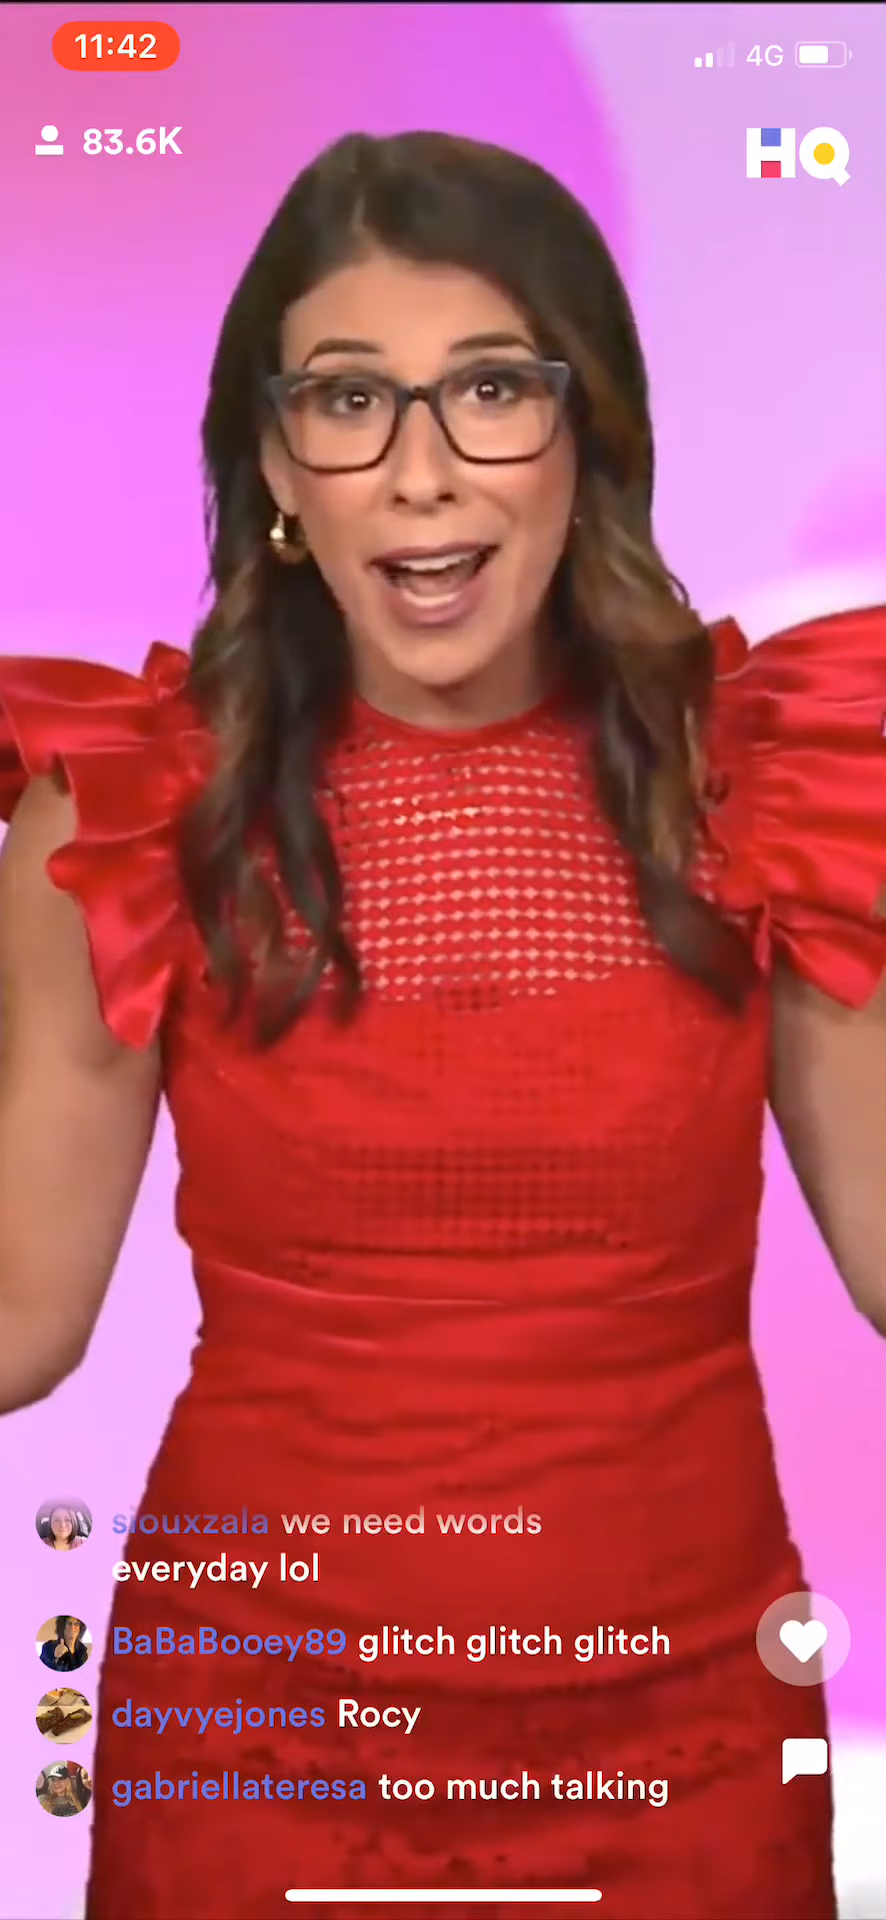 11:42
4G
83.6K
HQ
siouxzala we need words
everyday lol
BaBaBooey89 glitch glitch glitch
dayvyejones Rocy
gabriellateresa too much talking